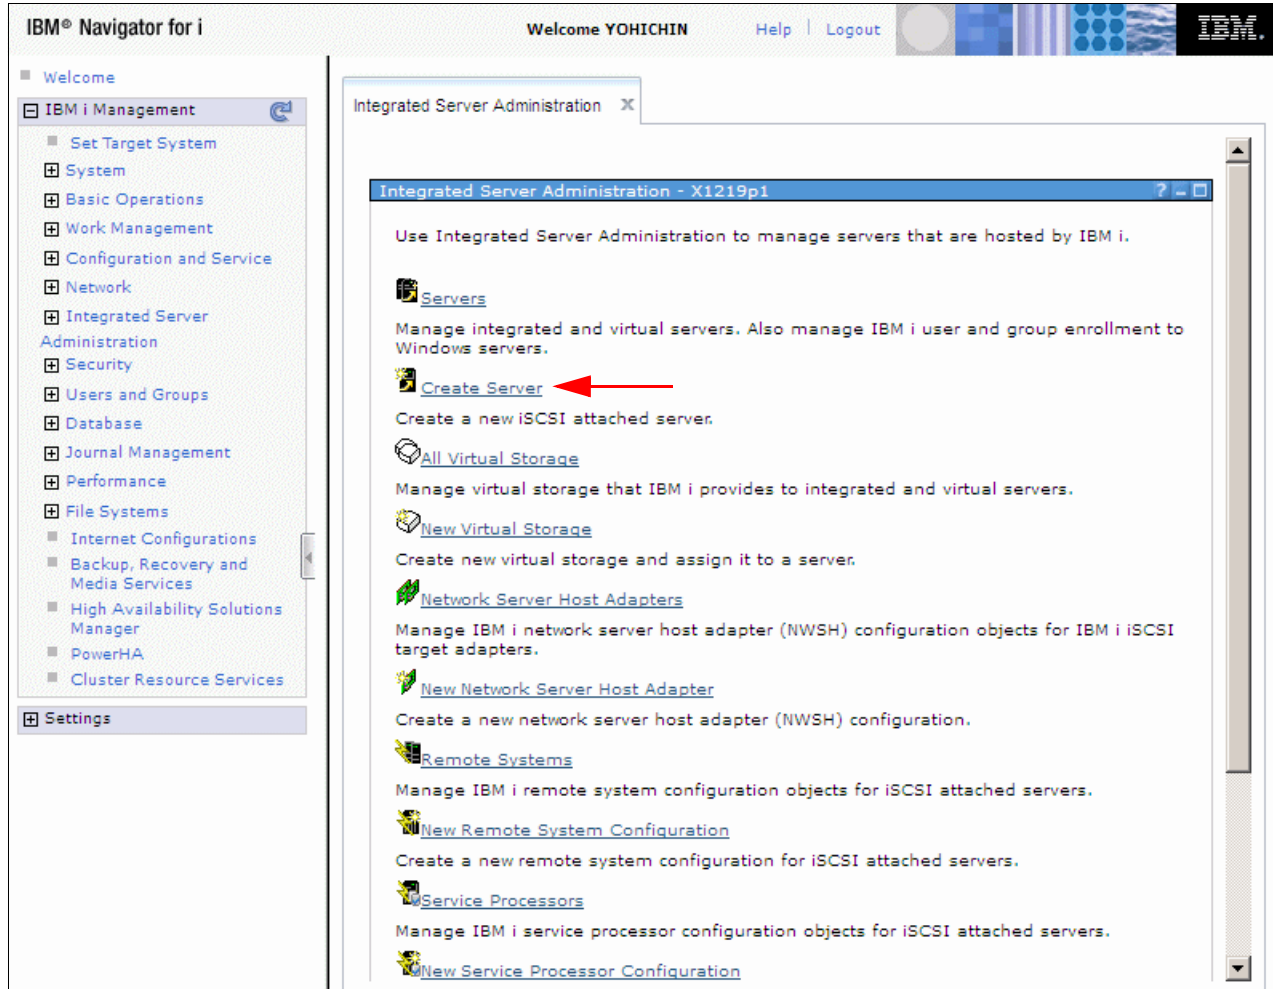 IBM® Navigator for i
Welcome YOHICHIN
Help
Logout
IBM.
Welcome
IBM i Management
Set Target System
System
Basic Operations
Work Management
Configuration and Service
Network
Integrated Server
Administration
Security
Users and Groups
Database
Journal Management
Performance
File Systems
Internet Configurations
Backup, Recovery and
Media Services
High Availability Solutions
Manager
PowerHA
Cluster Resource Services
Settings
Integrated Server Administration X
Integrated Server Administration - X1219p1
?
Use Integrated Server Administration to manage servers that are hosted by IBM i.
Servers
Manage integrated and virtual servers. Also manage IBM i user and group enrollment to
Windows servers.
Create Server
Create a new iSCSI attached server.
All Virtual Storage
Manage virtual storage that IBM i provides to integrated and virtual servers.
New Virtual Storage
Create new virtual storage and assign it to a server.
Network Server Host Adapters
Manage IBM i network server host adapter (NWSH) configuration objects for IBM i iSCSI
target adapters.
New Network Server Host Adapter
Create a new network server host adapter (NWSH) configuration.
Remote Systems
Manage IBM i remote system configuration objects for iSCSI attached servers.
New Remote System Configuration
Create a new remote system configuration for iSCSI attached servers.
Service Processors
Manage IBM i service processor configuration objects for iSCSI attached servers.
New Service Processor Configuration